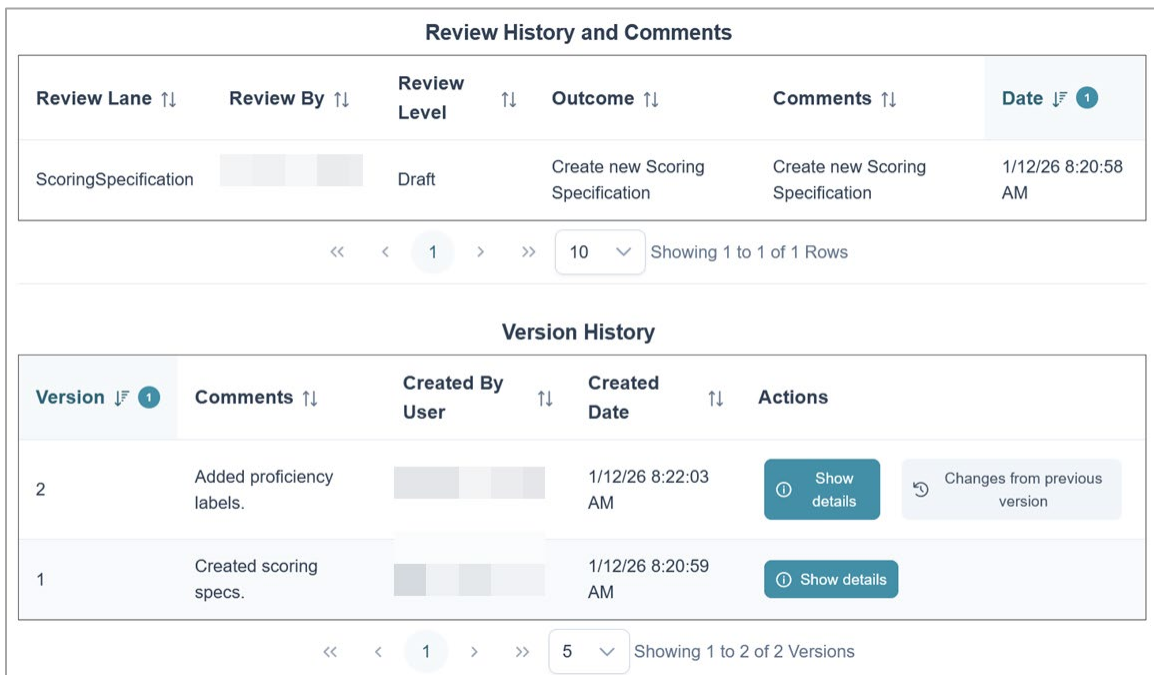 Review History and Comments
Review Lane Review By Review Level Outcome Comments Date 1
ScoringSpecification Draft Create new Scoring Specification Create new Scoring Specification 1/12/26 8:20:58 AM
« ‹ 1 › » 10 Showing 1 to 1 of 1 Rows
Version History
Version 1 Comments Created By User Created Date Actions
2 Added proficiency labels. 1/12/26 8:22:03 AM Show details Changes from previous version
1 Created scoring specs. 1/12/26 8:20:59 AM Show details
« ‹ 1 › » 5 Showing 1 to 2 of 2 Versions